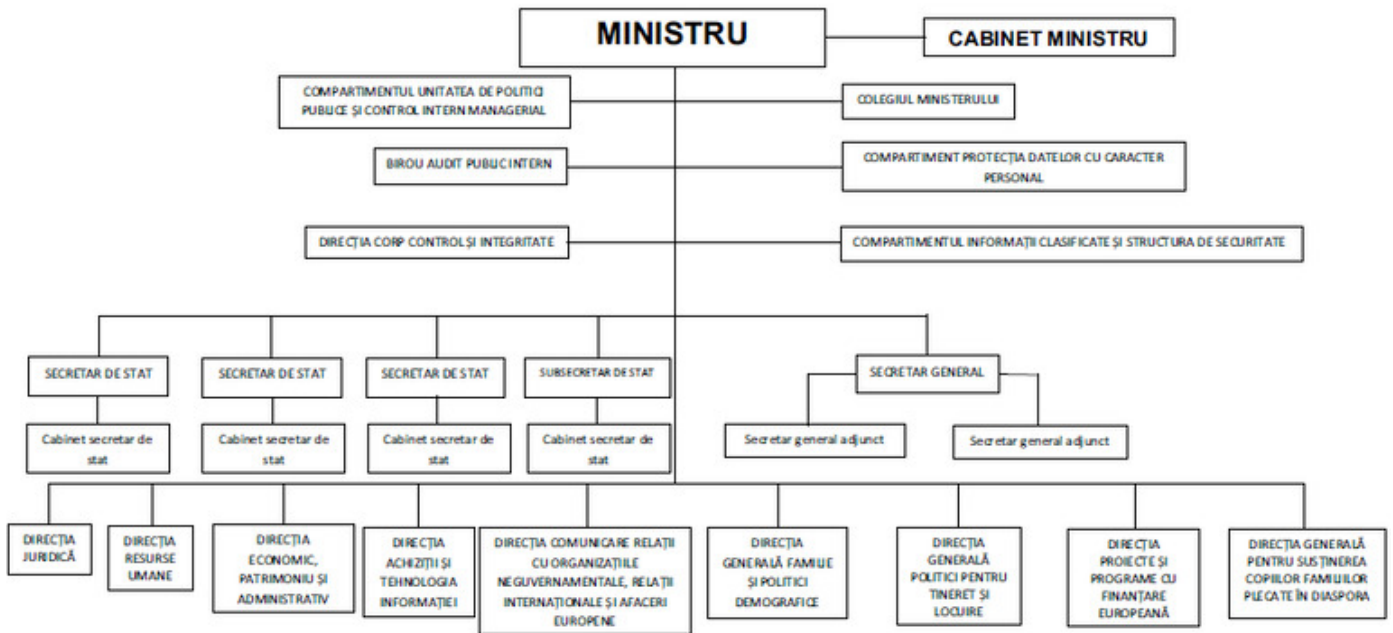 MINISTRU
CABINET MINISTRU
COMPARTIMENTUL UNITATEA DE POLITICI
PUBLICE ȘI CONTROL INTERN MANAGERIAL
COLEGIUL MINISTERULUI
BIROU AUDIT PUBLIC INTERN
COMPARTIMENT PROTECȚIA DATELOR CU CARACTER
PERSONAL
DIRECȚIA CORP CONTROL ȘI INTEGRITATE
COMPARTIMENTUL INFORMAȚII CLASIFICATE ȘI STRUCTURA DE SECURITATE
SECRETAR DE STAT
SECRETAR DE STAT
SECRETAR DE STAT
SUBSECRETAR DE STAT
SECRETAR GENERAL
Cabinet secretar de
stat
Cabinet secretar de
stat
Cabinet secretar de
stat
Cabinet secretar de
stat
Secretar general adjunct
Secretar general adjunct
DIRECȚIA
JURIDICĂ
DIRECȚIA
RESURSE
UMANE
DIRECȚIA
ECONOMIC,
PATRIMONIU ȘI
ADMINISTRATIV
DIRECȚIA
ACHIZIȚII ȘI
TEHNOLOGIA
INFORMAȚIEI
DIRECȚIA COMUNICARE RELAȚII
CU ORGANIZAȚIILE
NEGUVERNAMENTALE, RELAȚII
INTERNAȚIONALE ȘI AFACERI
EUROPENE
DIRECȚIA
GENERALĂ FAMILIE
ȘI POLITICI
DEMOGRAFICE
DIRECȚIA
GENERALĂ
POLITICI PENTRU
TINERET ȘI
LOCUIRE
DIRECȚIA
PROIECTE ȘI
PROGRAME CU
FINANȚARE
EUROPEANĂ
DIRECȚIA GENERALĂ
PENTRU SUSȚINEREA
COPIILOR FAMILIILOR
PLECATE ÎN DIASPORA